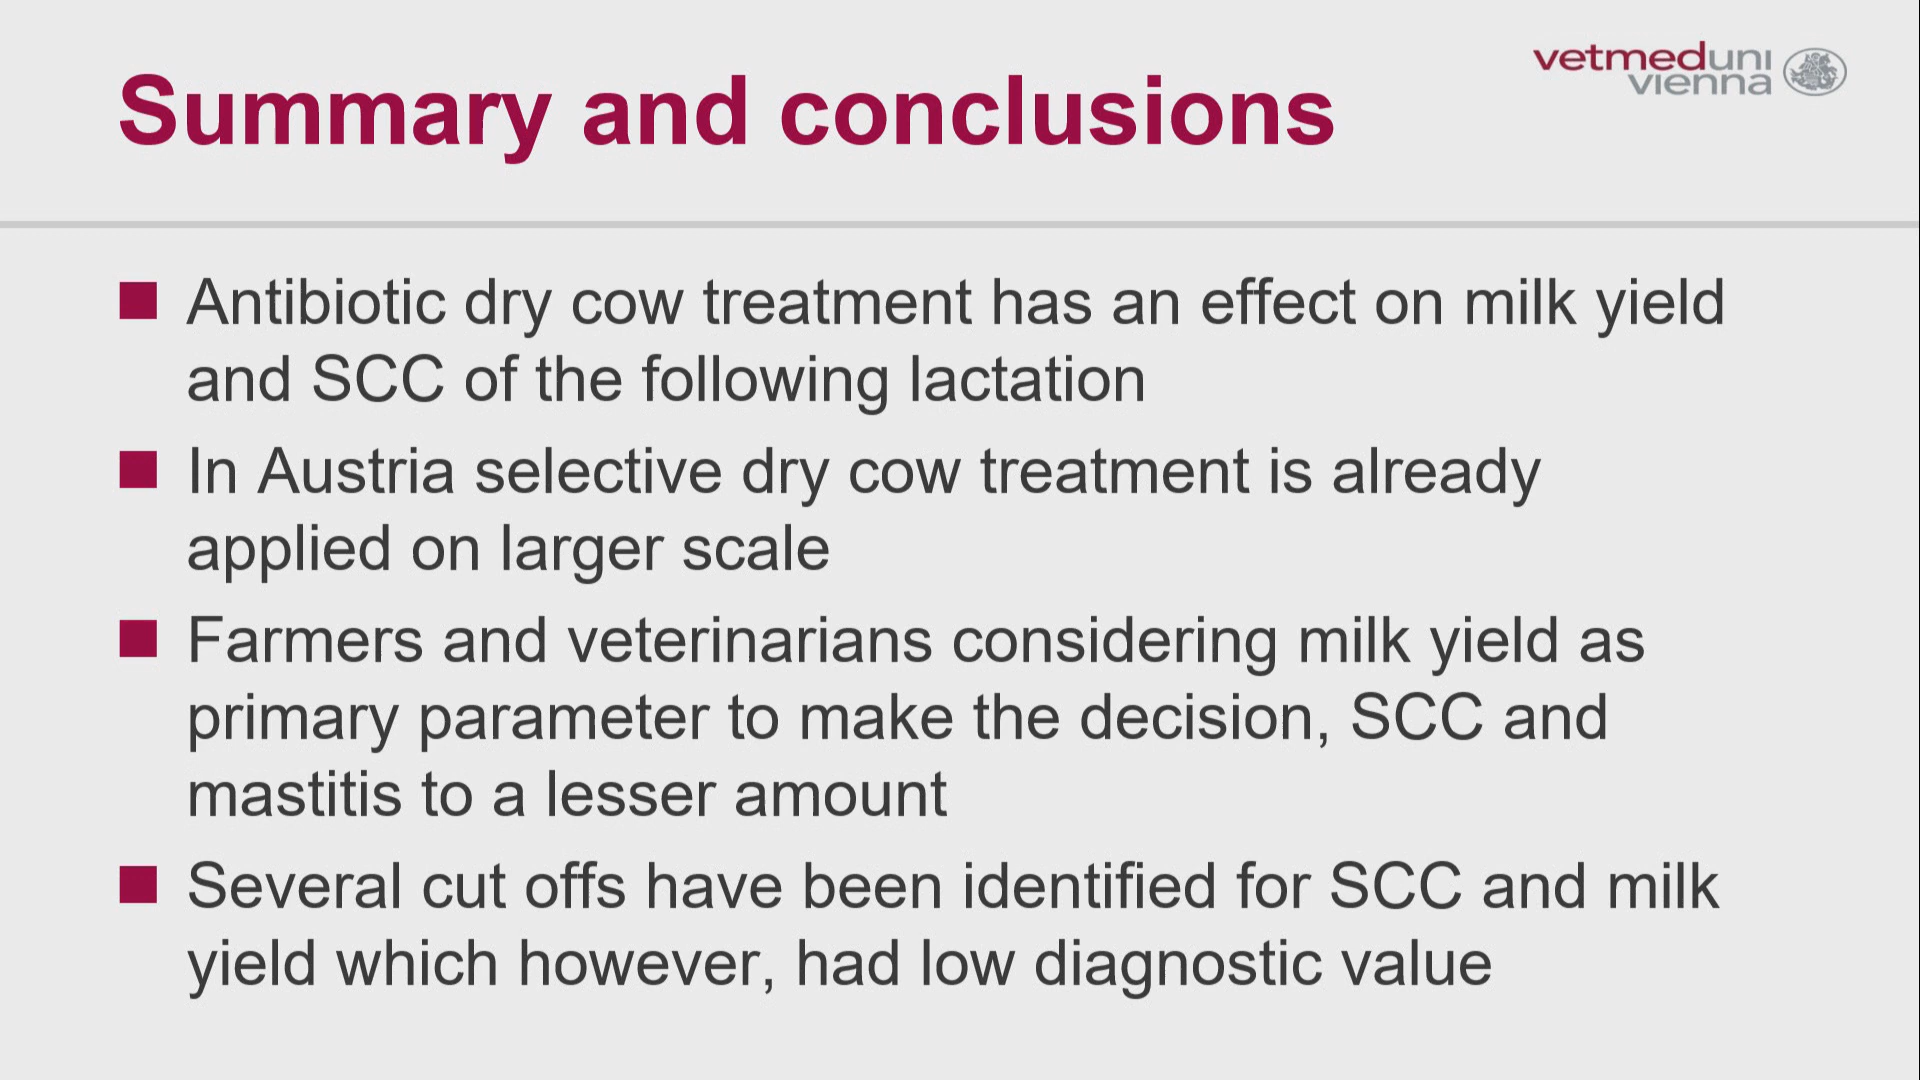 Summary and conclusions
vetmeduni
vienna
Antibiotic dry cow treatment has an effect on milk yield
and SCC of the following lactation
In Austria selective dry cow treatment is already
applied on larger scale
Farmers and veterinarians considering milk yield as
primary parameter to make the decision, SCC and
mastitis to a lesser amount
Several cut offs have been identified for SCC and milk
yield which however, had low diagnostic value